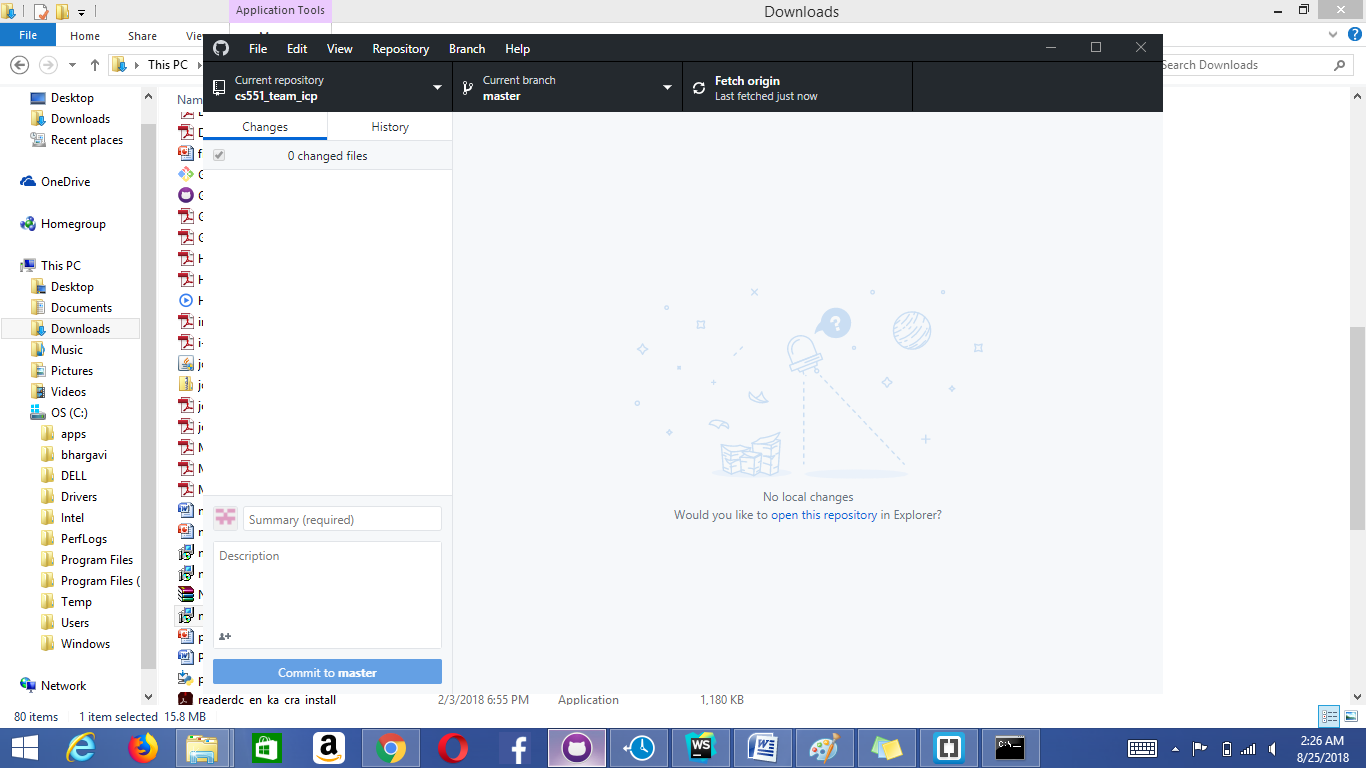 Application Tools
Downloads
File
Home
Share
File
Edit
View
Repository
Branch
Help
This PC
Search Downloads
Current repository
cs551_team_icp
Current branch
master
Fetch origin
Last fetched just now
Changes
History
0 changed files
Desktop
Downloads
Recent places
OneDrive
Homegroup
This PC
Desktop
Documents
Downloads
Music
Pictures
Videos
OS (C:)
apps
bhargavi
DELL
Drivers
Intel
PerfLogs
Program Files
Program Files (
Temp
Users
Windows
Network
No local changes
Would you like to open this repository in Explorer?
Summary (required)
Description
Commit to master
readerdc_en_ka_cra_install
2/3/2018 6:55 PM
Application
1,180 KB
80 items
1 item selected 15.8 MB
2:26 AM
8/25/2018